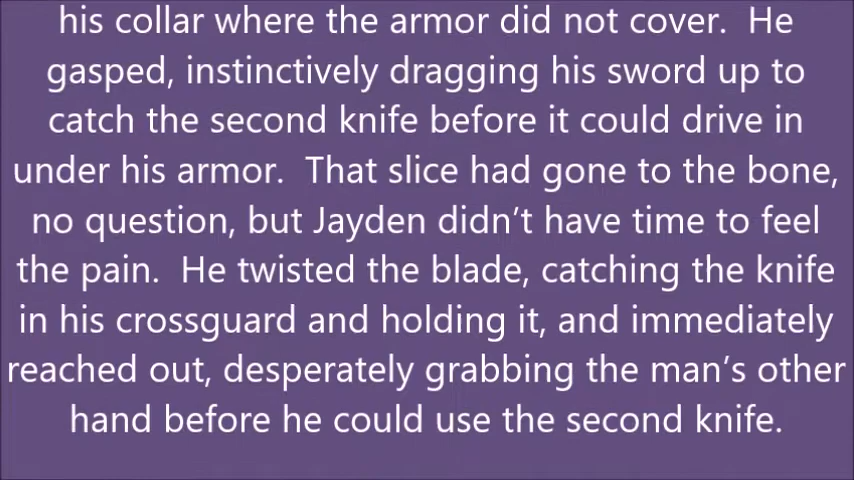 his collar where the armor did not cover.  He
gasped, instinctively dragging his sword up to
catch the second knife before it could drive in
under his armor.  That slice had gone to the bone,
no question, but Jayden didn’t have time to feel
the pain.  He twisted the blade, catching the knife
in his crossguard and holding it, and immediately
reached out, desperately grabbing the man’s other
hand before he could use the second knife.